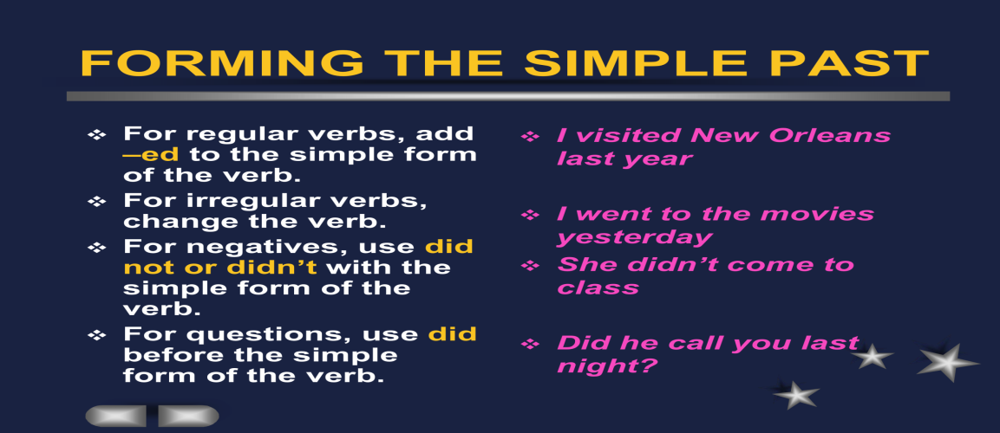 FORMING THE SIMPLE PAST
For regular verbs, add
–ed to the simple form
of the verb.
For irregular verbs,
change the verb.
For negatives, use did
not or didn’t with the
simple form of the
verb.
For questions, use did
before the simple
form of the verb.
I visited New Orleans
last year
I went to the movies
yesterday
She didn’t come to
class
Did he call you last
night?